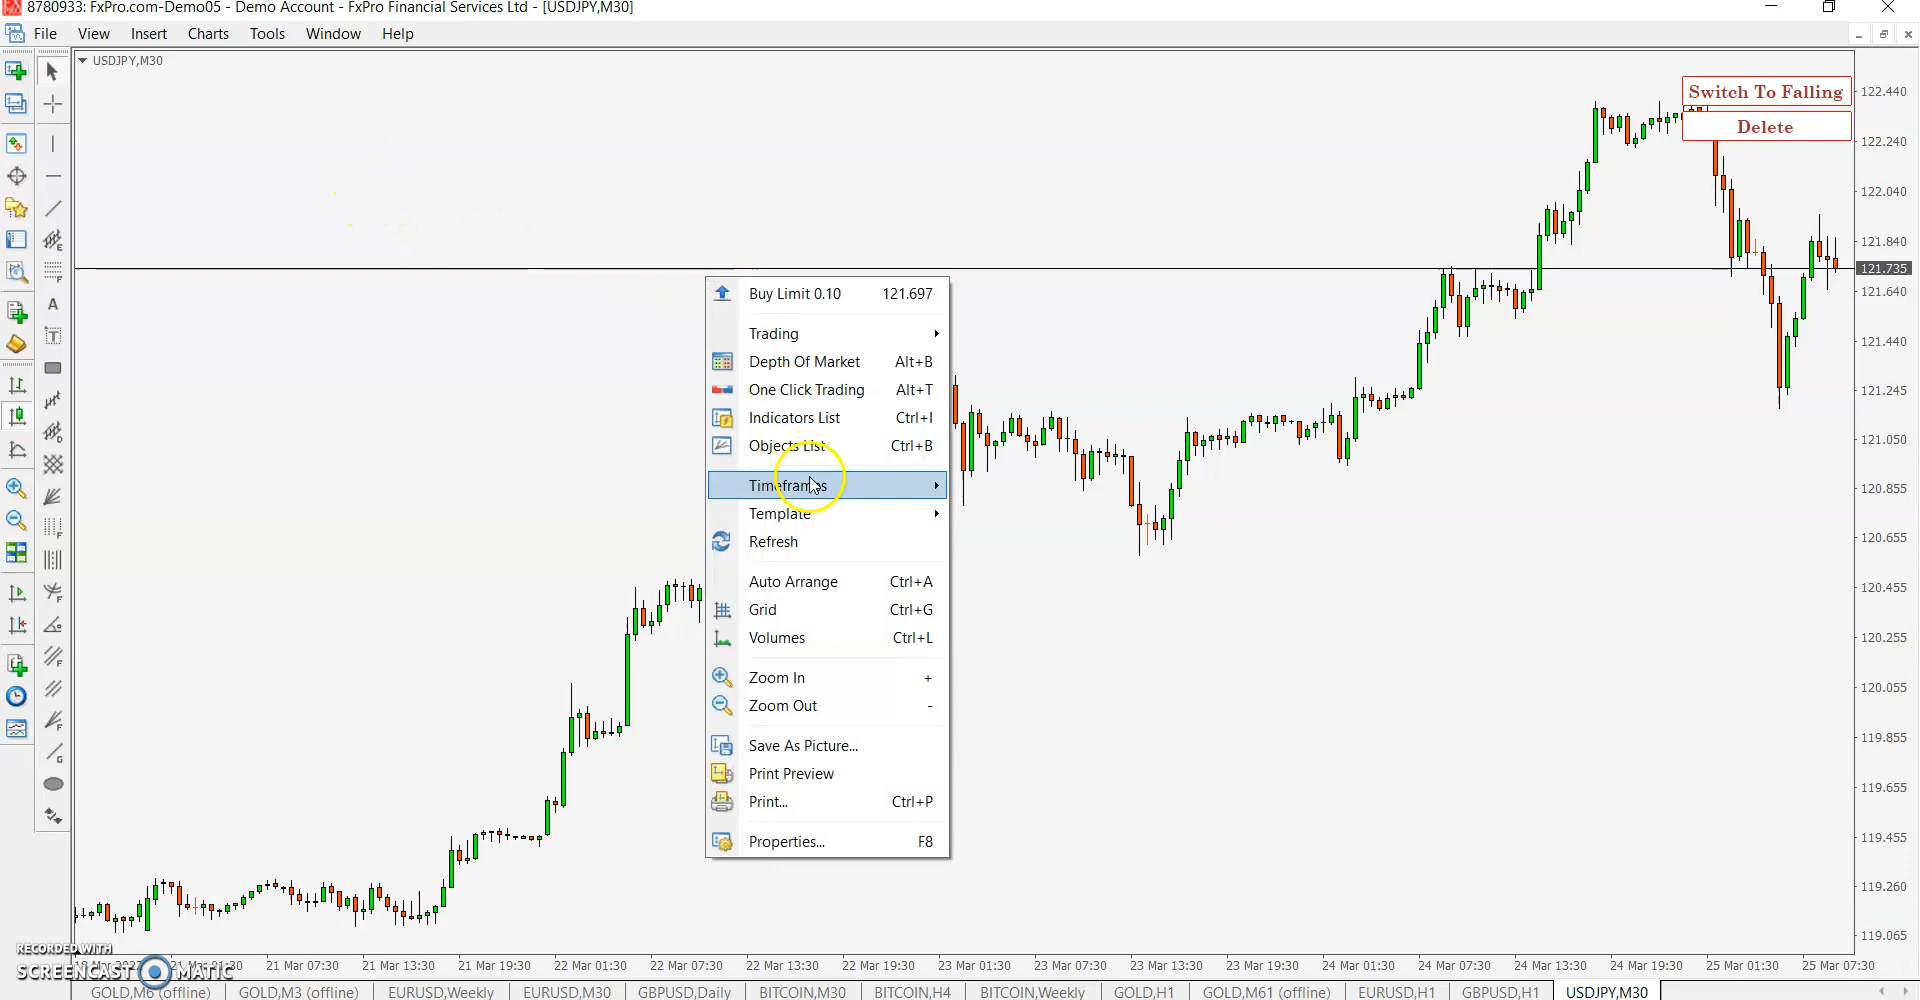 8780933: FxPro.com-Demo05 - Demo Account - FxPro Financial Services Ltd - [USDJPY,M30]
File View Insert Charts Tools Window Help
USDJPY,M30
Switch To Falling
Delete
122.440
122.240
122.040
121.840
121.735
121.640
121.440
121.245
121.050
120.855
120.655
120.455
120.255
120.055
119.855
119.655
119.455
119.260
119.065
Buy Limit 0.10 121.697
Trading
Depth Of Market Alt+B
One Click Trading Alt+T
Indicators List Ctrl+I
Objects List Ctrl+B
Timeframes
Template
Refresh
Auto Arrange Ctrl+A
Grid Ctrl+G
Volumes Ctrl+L
Zoom In +
Zoom Out -
Save As Picture...
Print Preview
Print... Ctrl+P
Properties... F8
RECORDED WITH
SCREENCAST MATIC
21 Mar 01:30 21 Mar 07:30 21 Mar 13:30 21 Mar 19:30 22 Mar 01:30 22 Mar 07:30 22 Mar 13:30 22 Mar 19:30 23 Mar 01:30 23 Mar 07:30 23 Mar 13:30 23 Mar 19:30 24 Mar 01:30 24 Mar 07:30 24 Mar 13:30 24 Mar 19:30 25 Mar 01:30 25 Mar 07:30
GOLD,M6 (offline) GOLD,M3 (offline) EURUSD,Weekly EURUSD,M30 GBPUSD,Daily BITCOIN,M30 BITCOIN,H4 BITCOIN,Weekly GOLD,H1 GOLD,M61 (offline) EURUSD,H1 GBPUSD,H1 USDJPY,M30